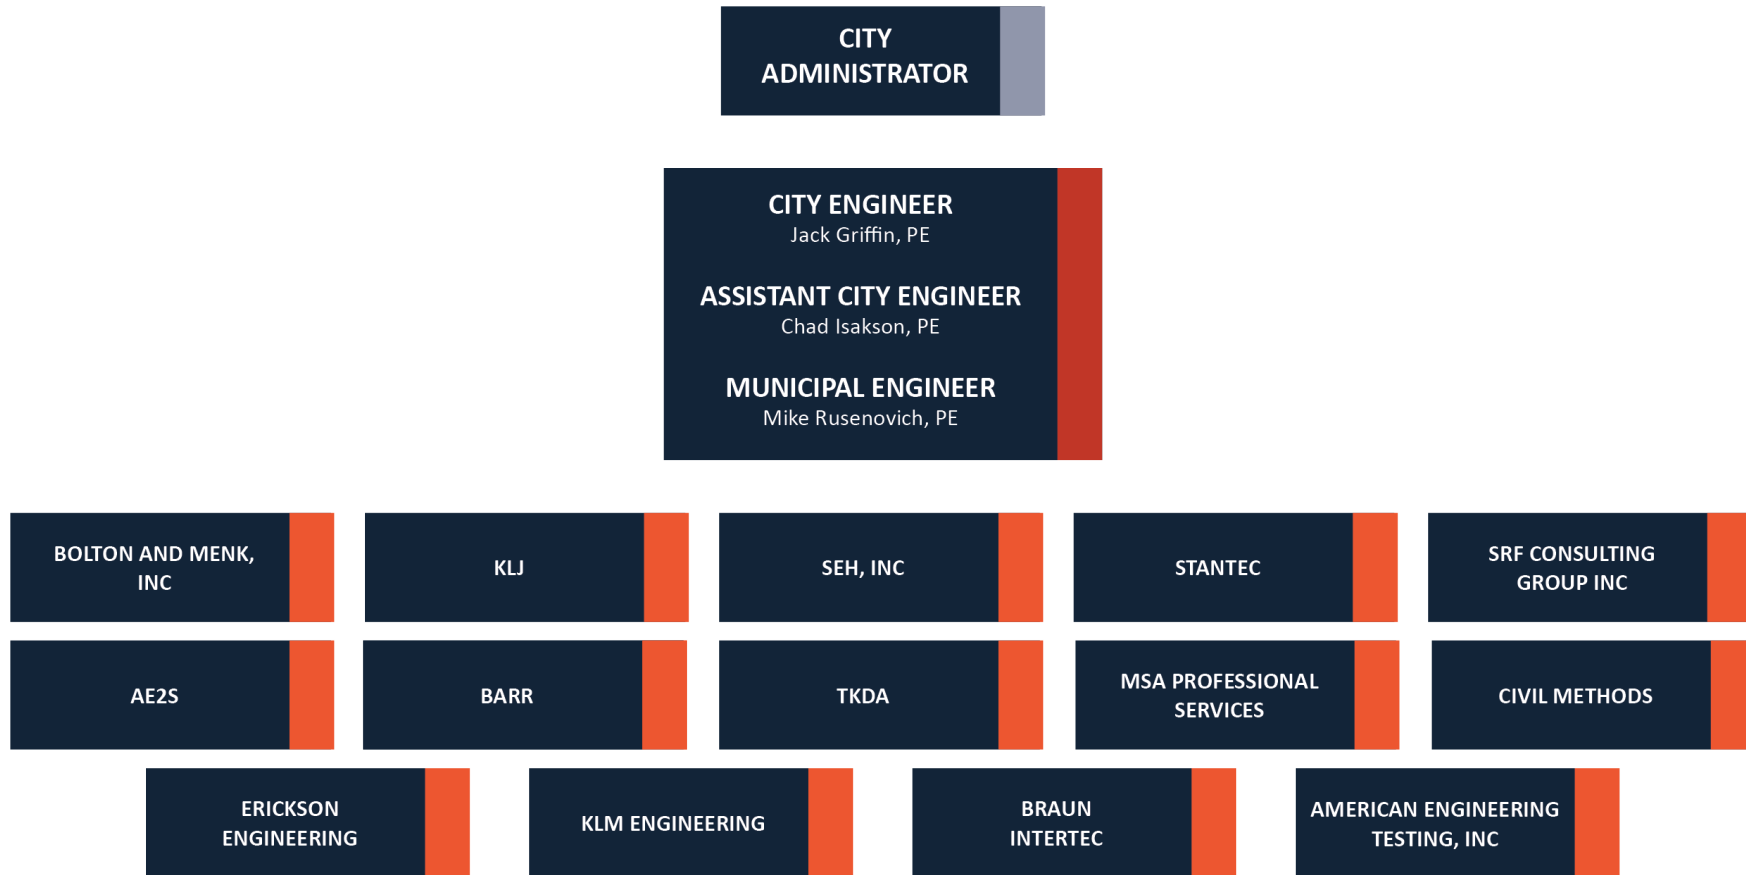 CITY
ADMINISTRATOR
CITY ENGINEER
Jack Griffin, PE
ASSISTANT CITY ENGINEER
Chad Isakson, PE
MUNICIPAL ENGINEER
Mike Rusenovich, PE
BOLTON AND MENK,
INC
KLJ
SEH, INC
STANTEC
SRF CONSULTING
GROUP INC
AE2S
BARR
TKDA
MSA PROFESSIONAL
SERVICES
CIVIL METHODS
ERICKSON
ENGINEERING
KLM ENGINEERING
BRAUN
INTERTEC
AMERICAN ENGINEERING
TESTING, INC